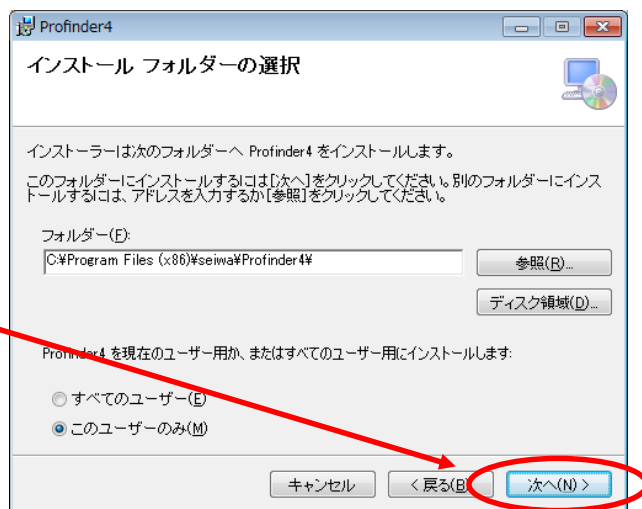 Profinder4
インストール フォルダーの選択
インストーラーは次のフォルダーへ Profinder4 をインストールします。
このフォルダーにインストールするには[次へ]をクリックしてください。別のフォルダーにインス
トールするには、アドレスを入力するか[参照]をクリックしてください。
フォルダー(F):
C:¥Program Files (x86)¥seiwa¥Profinder4¥
参照(R)...
ディスク領域(D)...
Profinder4 を現在のユーザー用か、またはすべてのユーザー用にインストールします:
すべてのユーザー(E)
このユーザーのみ(M)
キャンセル
< 戻る(B)
次へ(N) >